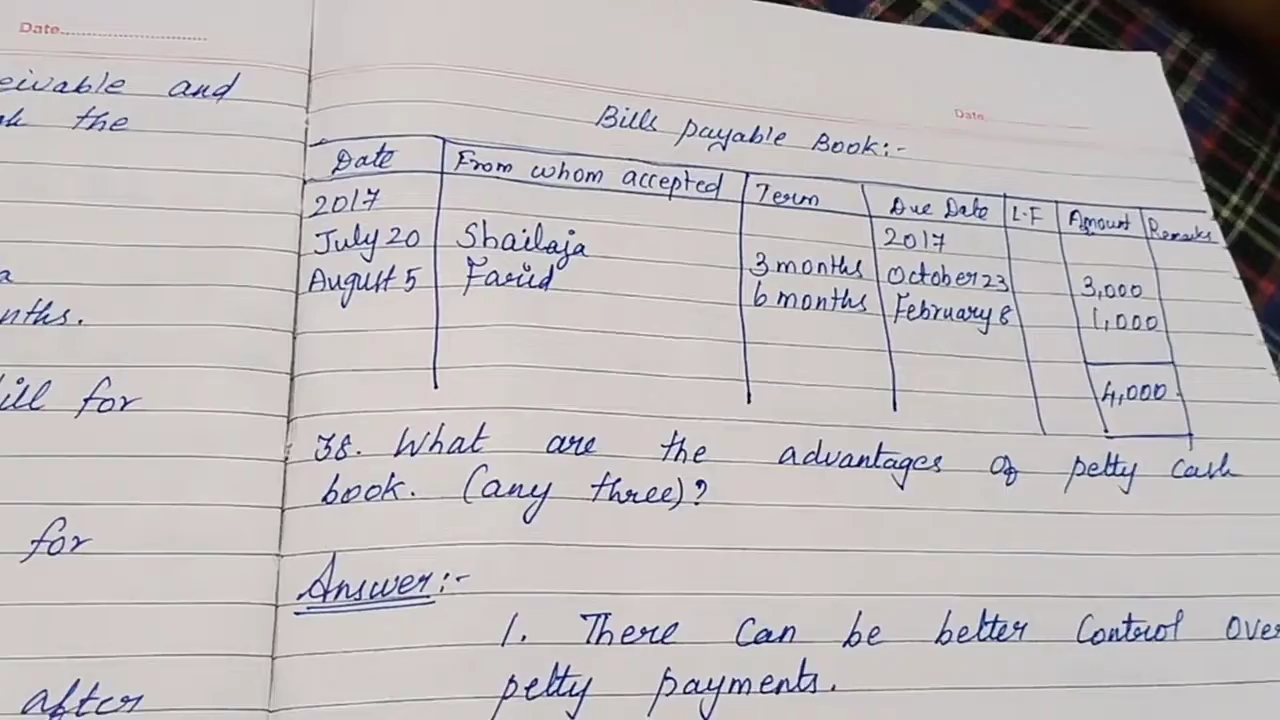 Date
eivable and
the
a
nths.
ill for
for
after
Date
Bills payable Book:-
Date From whom accepted Term Due Date L.F Amount Remarks
2017 2017
July 20 Shailaja 3 months October 23 3,000
August 5 Farid 6 months February 8 1,000
4,000
38. What are the advantages of petty cash
book. (any three)?
Answer:-
1. There can be better control over
petty payments.